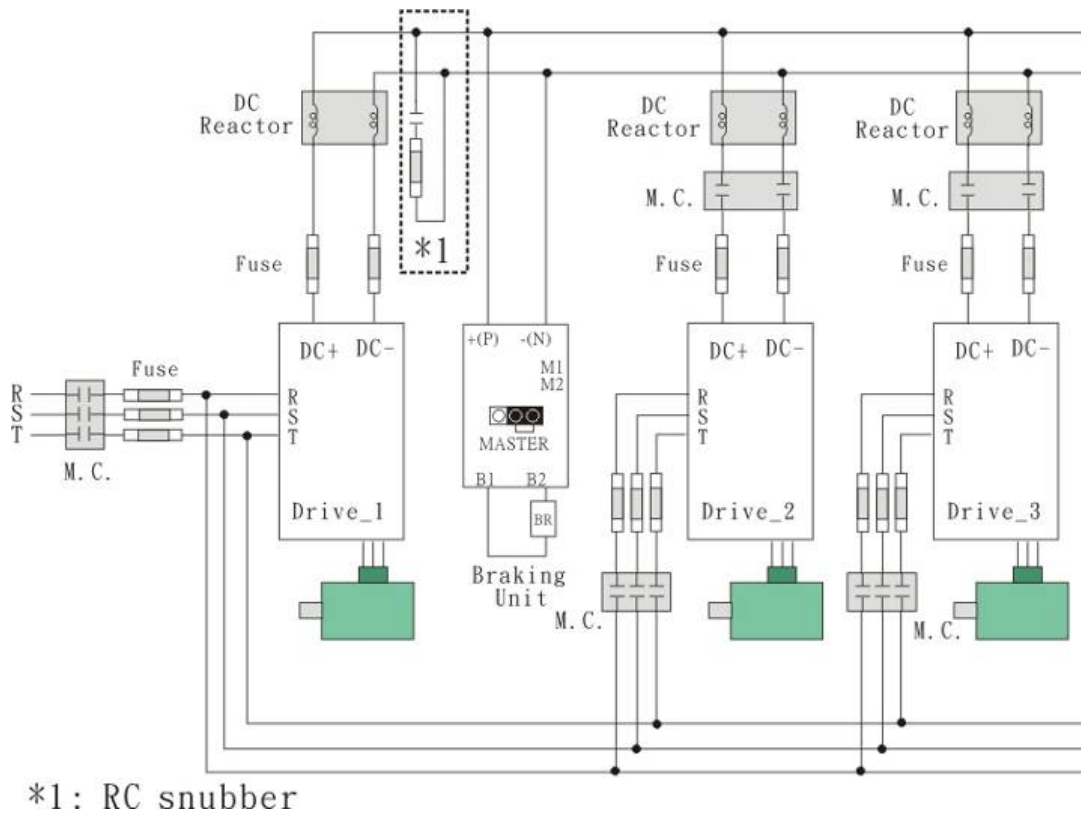 DC
Reactor
DC
Reactor
DC
Reactor
M.C.
M.C.
*1
Fuse
Fuse
Fuse
+(P) -(N)
M1
M2
MASTER
B1 B2
BR
Braking
Unit
DC+ DC-
R
S
T
Drive_1
DC+ DC-
R
S
T
Drive_2
DC+ DC-
R
S
T
Drive_3
Fuse
R
S
T
M.C.
M.C.
M.C.
*1: RC snubber